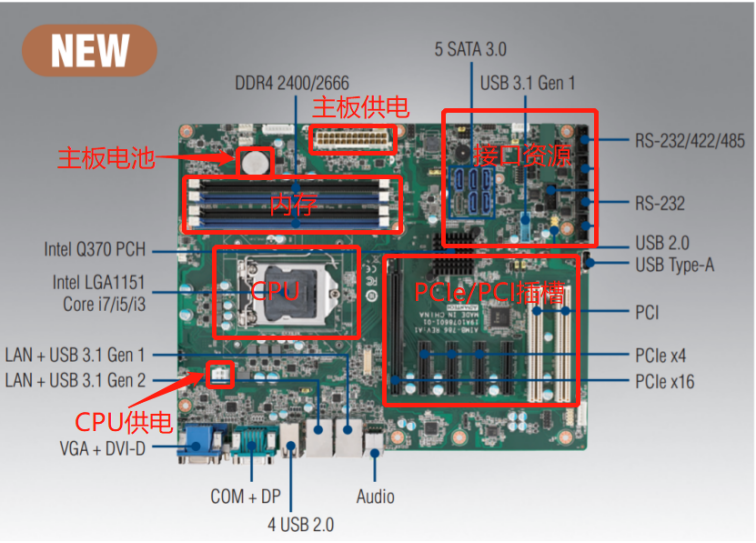 NEW
5 SATA 3.0
DDR4 2400/2666
USB 3.1 Gen 1
主板供电
RS-232/422/485
主板电池
接口资源
内存
RS-232
Intel Q370 PCH
USB 2.0
USB Type-A
Intel LGA1151
Core i7/i5/i3
CPU
PCIe/PCI插槽
PCI
MADE IN CHINA
LAN + USB 3.1 Gen 1
PCIe x4
LAN + USB 3.1 Gen 2
PCIe x16
CPU供电
VGA + DVI-D
COM + DP
Audio
4 USB 2.0